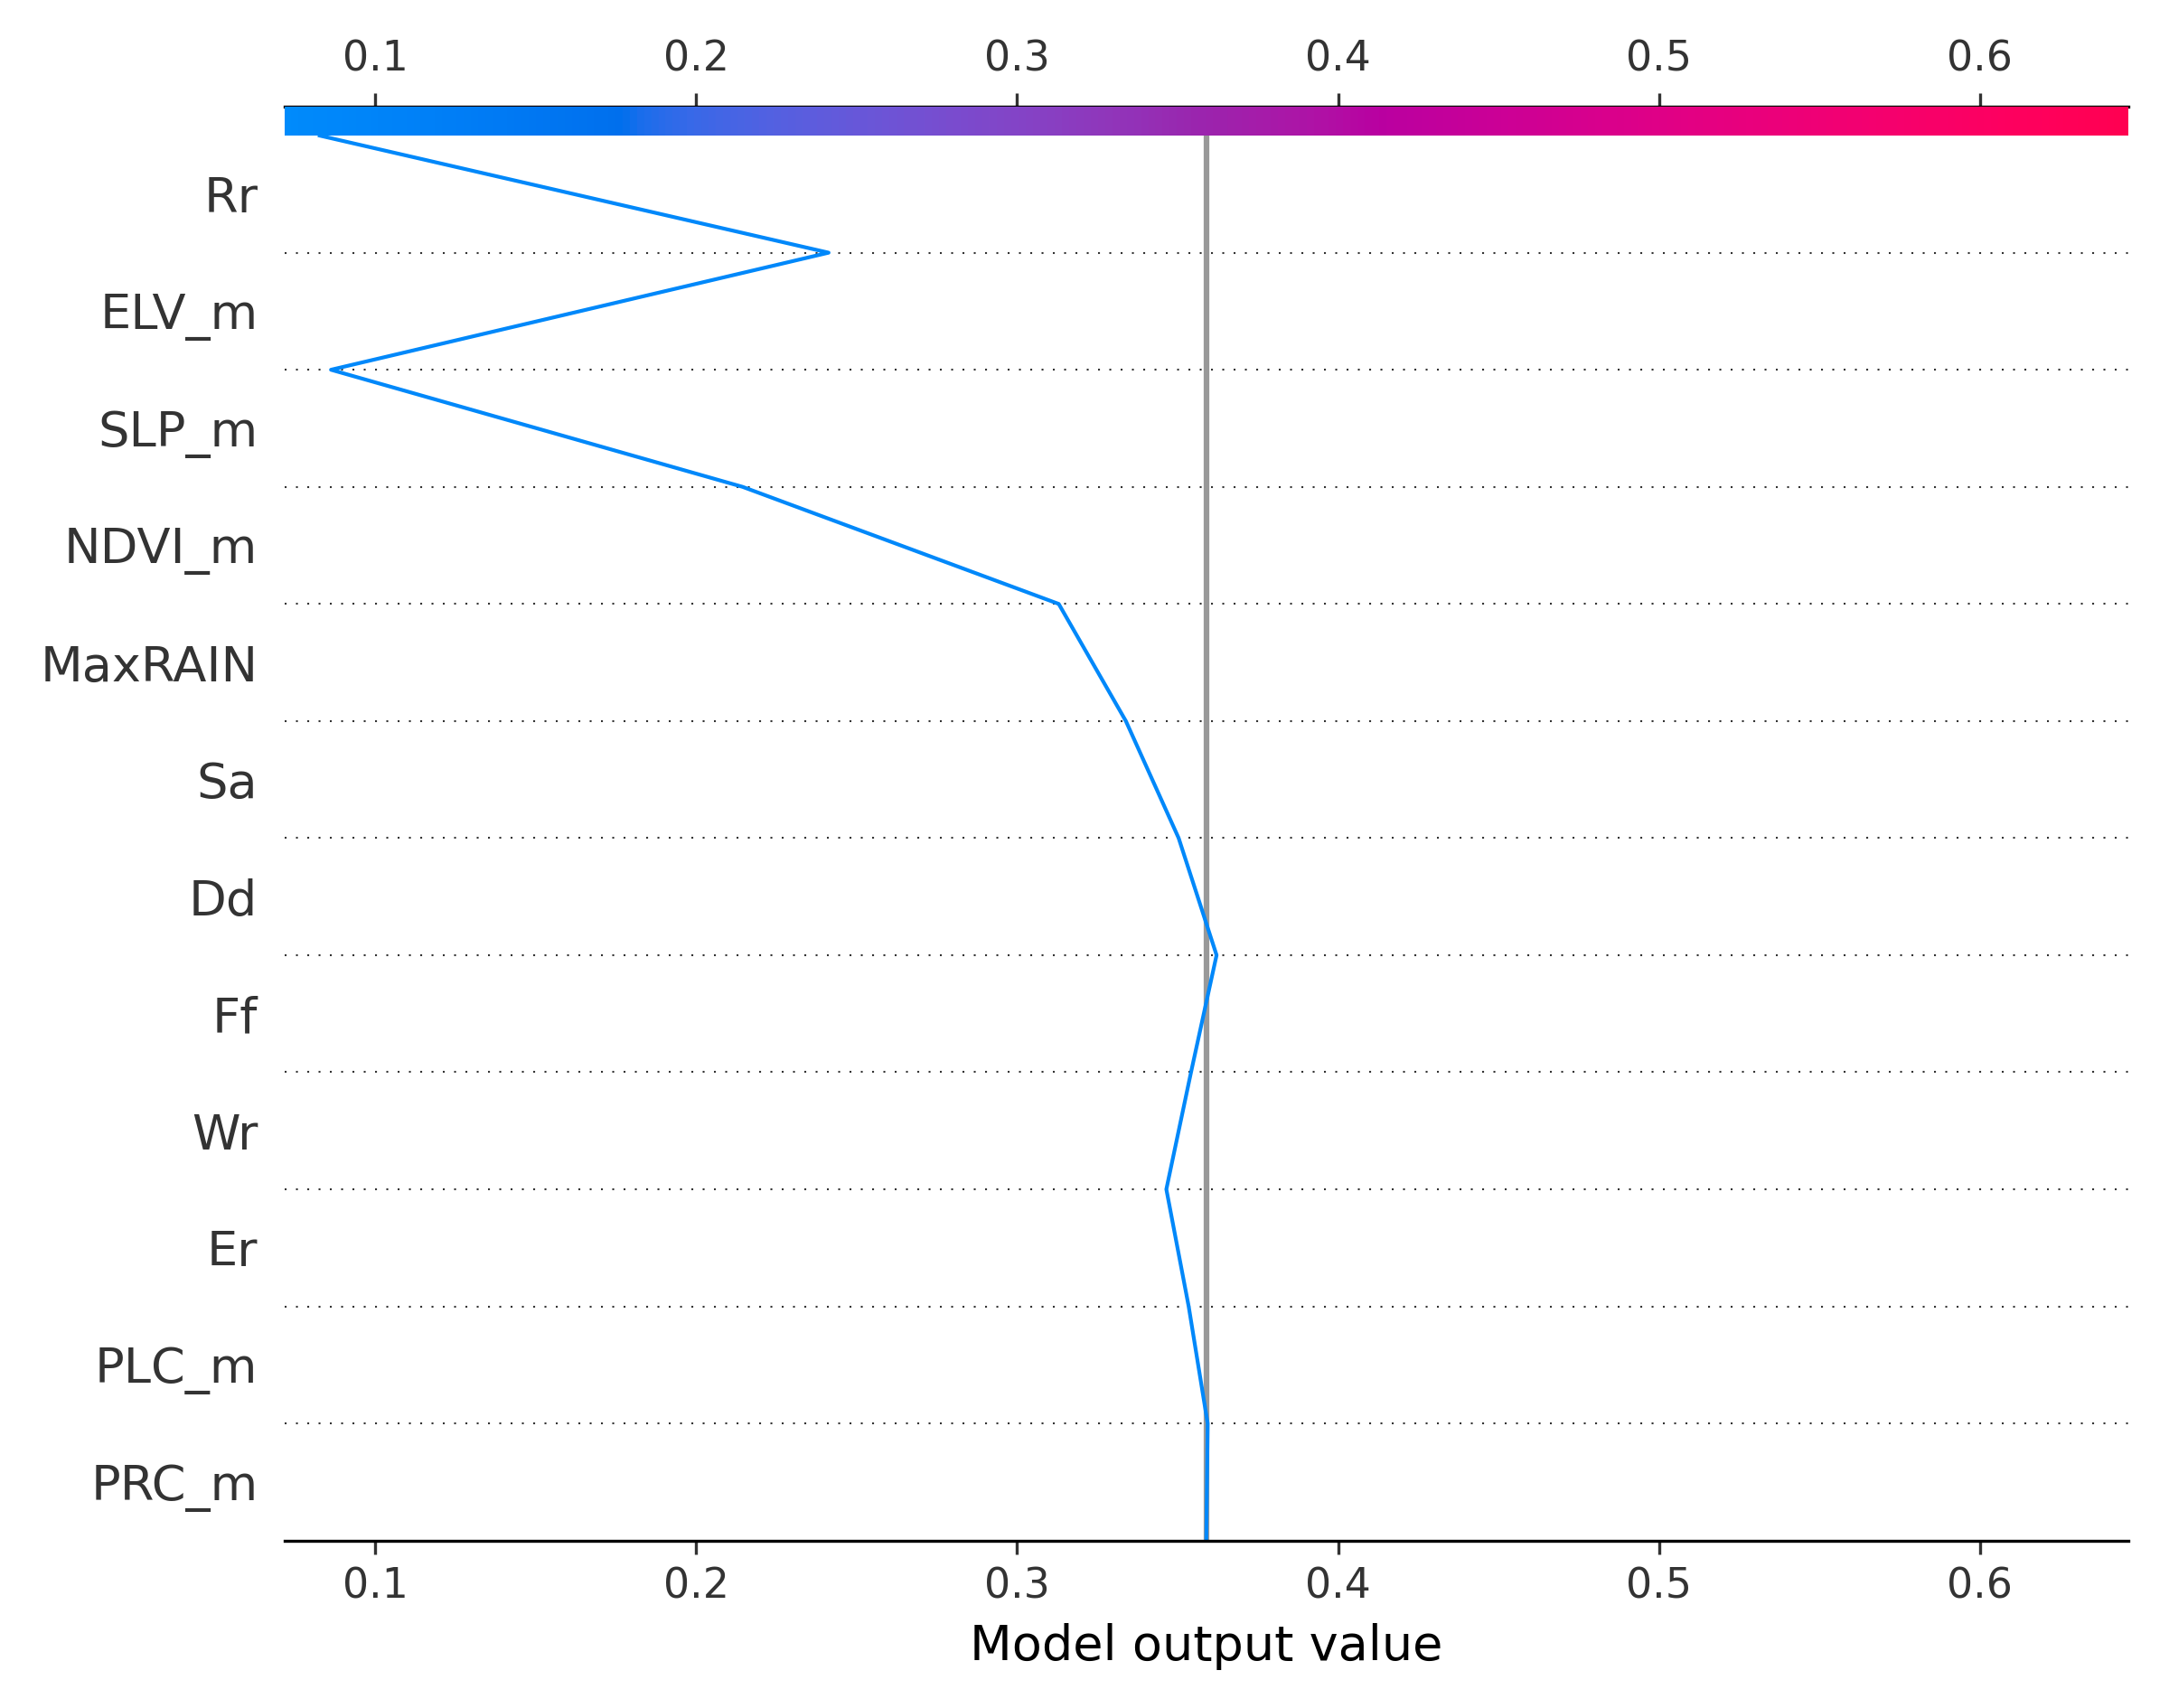 0.1 0.2 0.3 0.4 0.5 0.6
Rr
ELV_m
SLP_m
NDVI_m
MaxRAIN
Sa
Dd
Ff
Wr
Er
PLC_m
PRC_m
0.1 0.2 0.3 0.4 0.5 0.6
Model output value